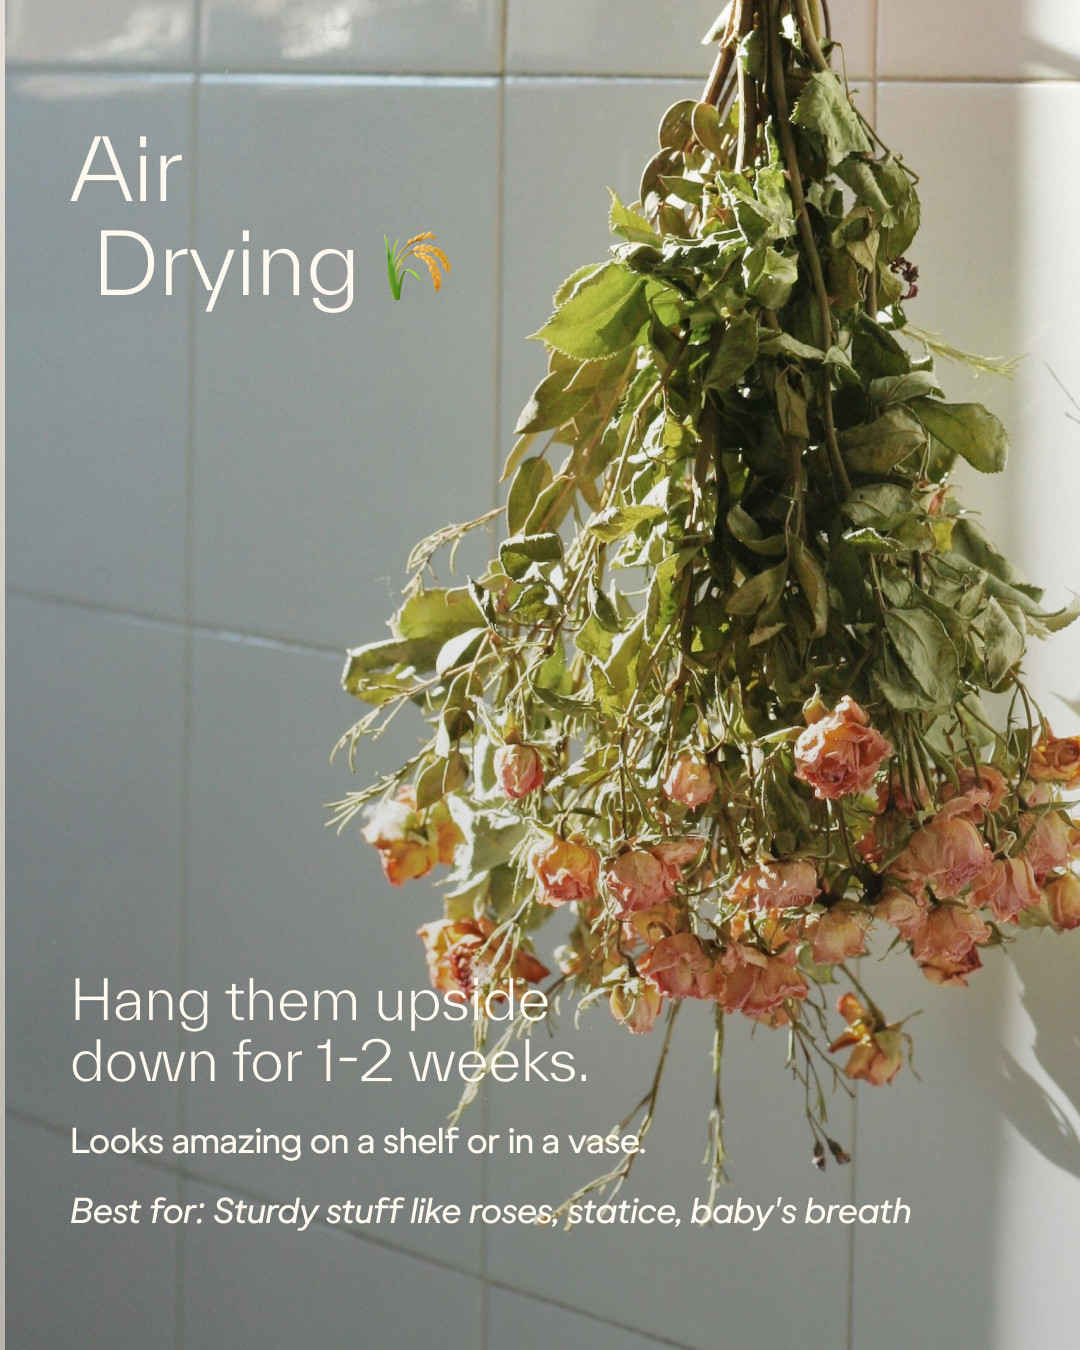 Air
Drying 🌾
Hang them upside
down for 1-2 weeks.
Looks amazing on a shelf or in a vase.
Best for: Sturdy stuff like roses, statice, baby's breath